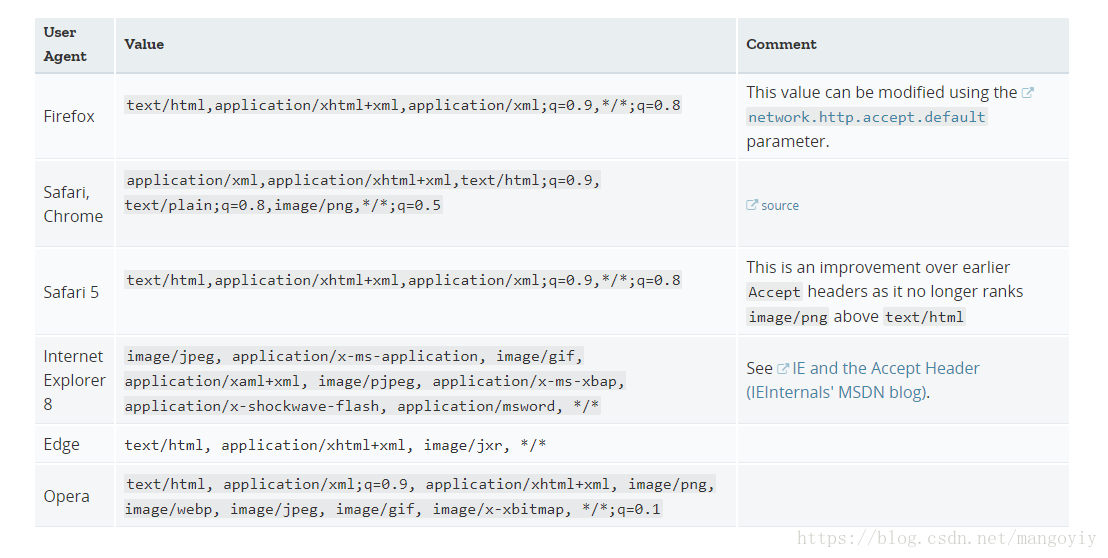 User Agent Value Comment
Firefox text/html,application/xhtml+xml,application/xml;q=0.9,*/*;q=0.8 This value can be modified using the
network.http.accept.default
parameter.
Safari, Chrome application/xml,application/xhtml+xml,text/html;q=0.9,
text/plain;q=0.8,image/png,*/*;q=0.5 source
Safari 5 text/html,application/xhtml+xml,application/xml;q=0.9,*/*;q=0.8 This is an improvement over earlier
Accept headers as it no longer ranks
image/png above text/html
Internet Explorer 8 image/jpeg, application/x-ms-application, image/gif,
application/xaml+xml, image/pjpeg, application/x-ms-xbap,
application/x-shockwave-flash, application/msword, */*
See IE and the Accept Header
(IEInternals' MSDN blog).
Edge text/html, application/xhtml+xml, image/jxr, */*
Opera text/html, application/xml;q=0.9, application/xhtml+xml, image/png,
image/webp, image/jpeg, image/gif, image/x-xbitmap, */*;q=0.1
https://blog.csdn.net/mangoyiy